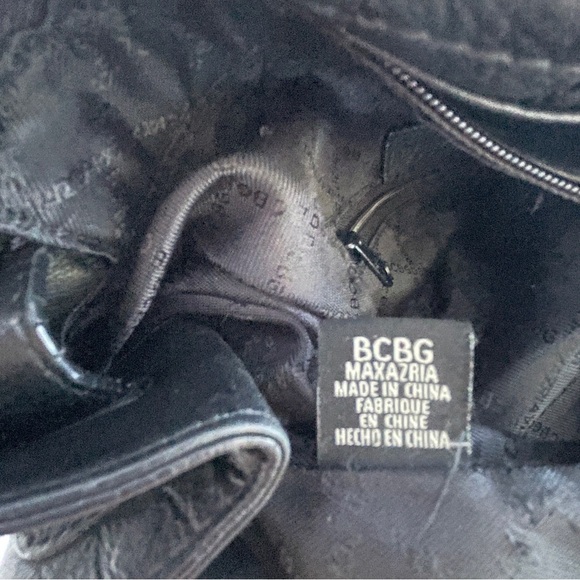 BCBG
MAXAZRIA
MADE IN CHINA
FABRIQUE
EN CHINE
HECHO EN CHINA